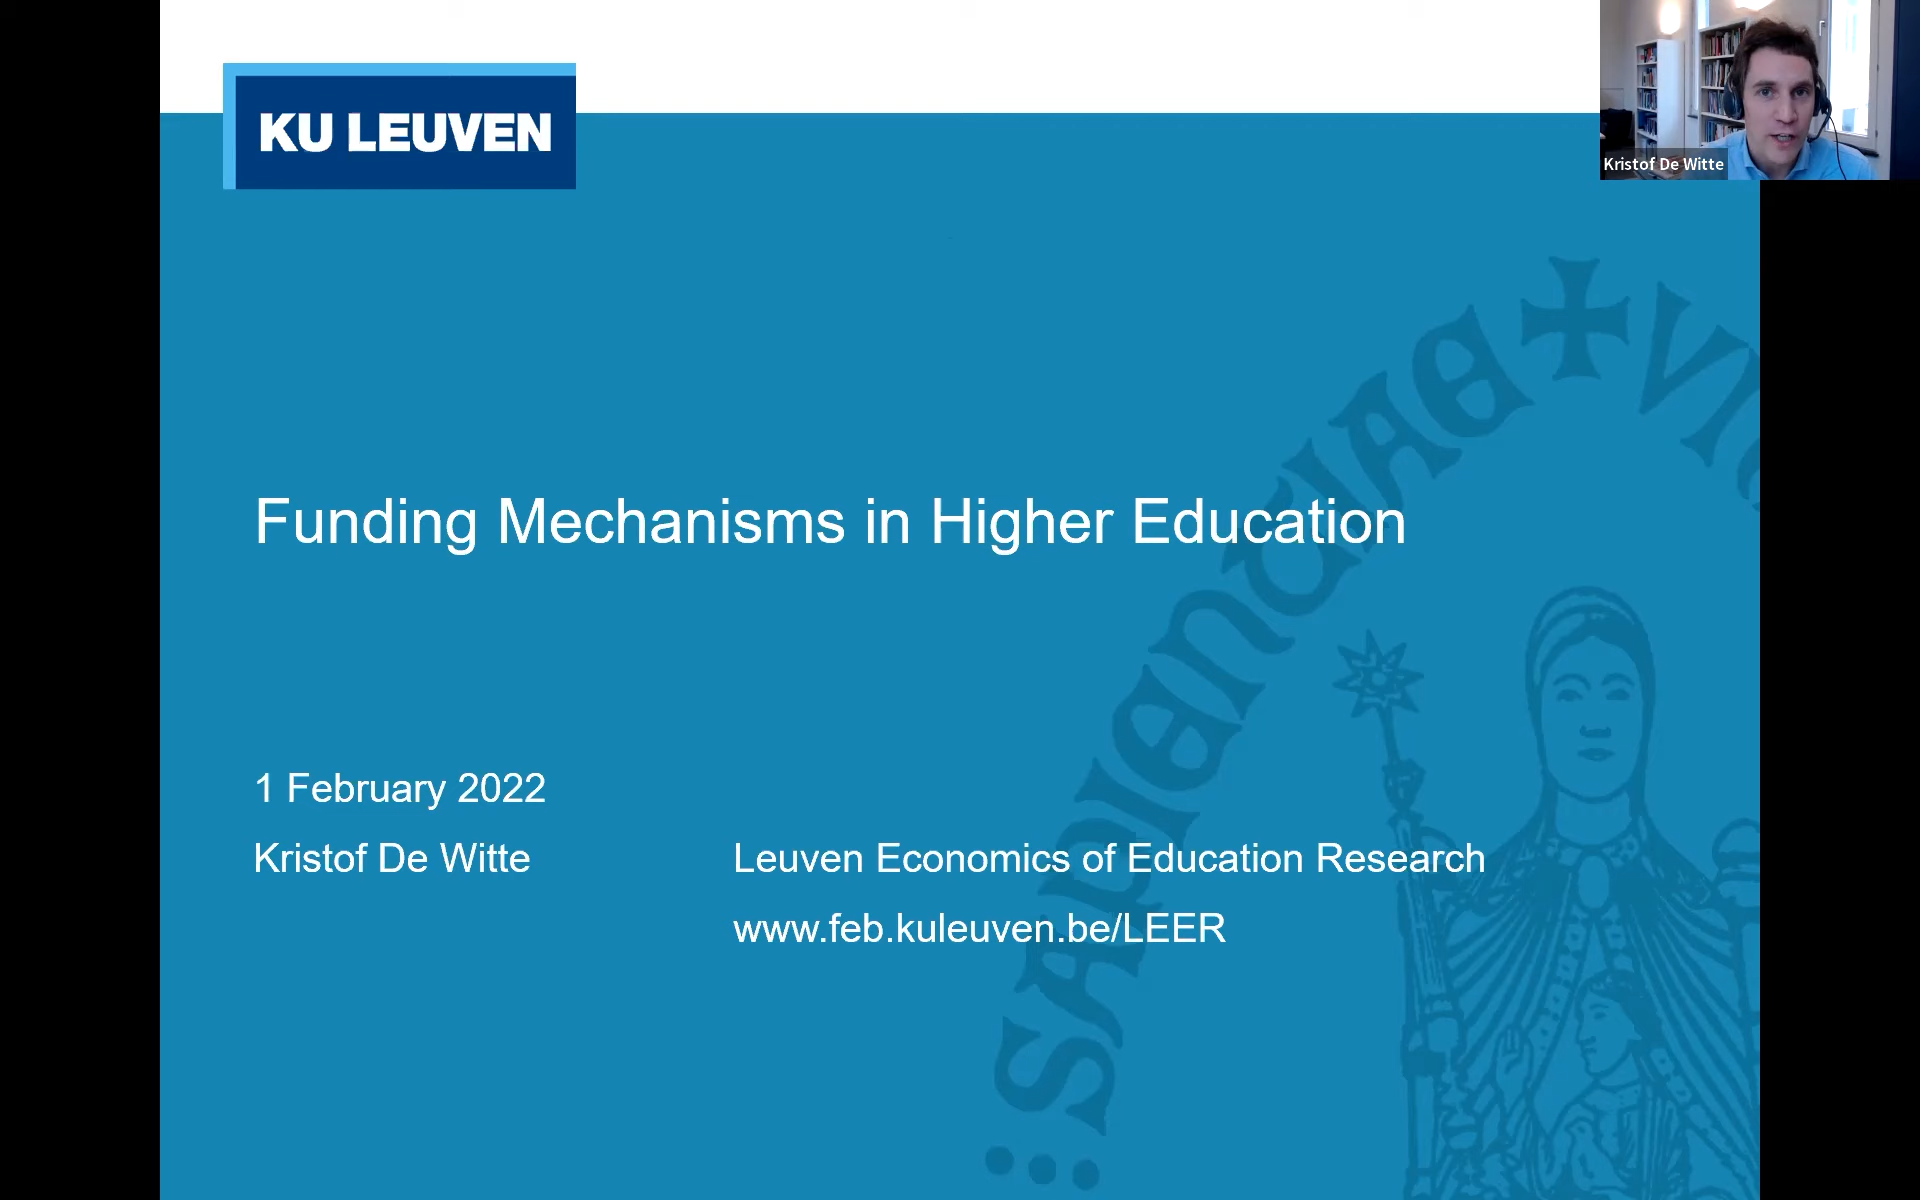 KU LEUVEN
Kristof De Witte
Funding Mechanisms in Higher Education
1 February 2022
Kristof De Witte
Leuven Economics of Education Research
www.feb.kuleuven.be/LEER